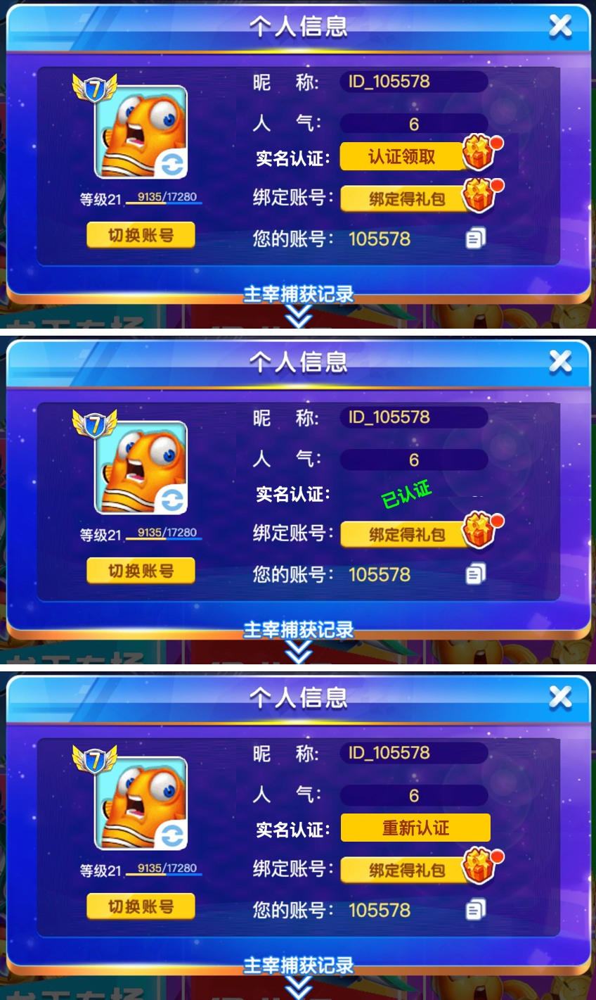 个人信息
7
昵 称: ID_105578
人 气: 6
实名认证: 认证领取
等级21 9135/17280
绑定账号: 绑定得礼包
切换账号
您的账号: 105578
主宰捕获记录
个人信息
7
昵 称: ID_105578
人 气: 6
实名认证: 已认证
等级21 9135/17280
绑定账号: 绑定得礼包
切换账号
您的账号: 105578
主宰捕获记录
个人信息
7
昵 称: ID_105578
人 气: 6
实名认证: 重新认证
等级21 9135/17280
绑定账号: 绑定得礼包
切换账号
您的账号: 105578
主宰捕获记录